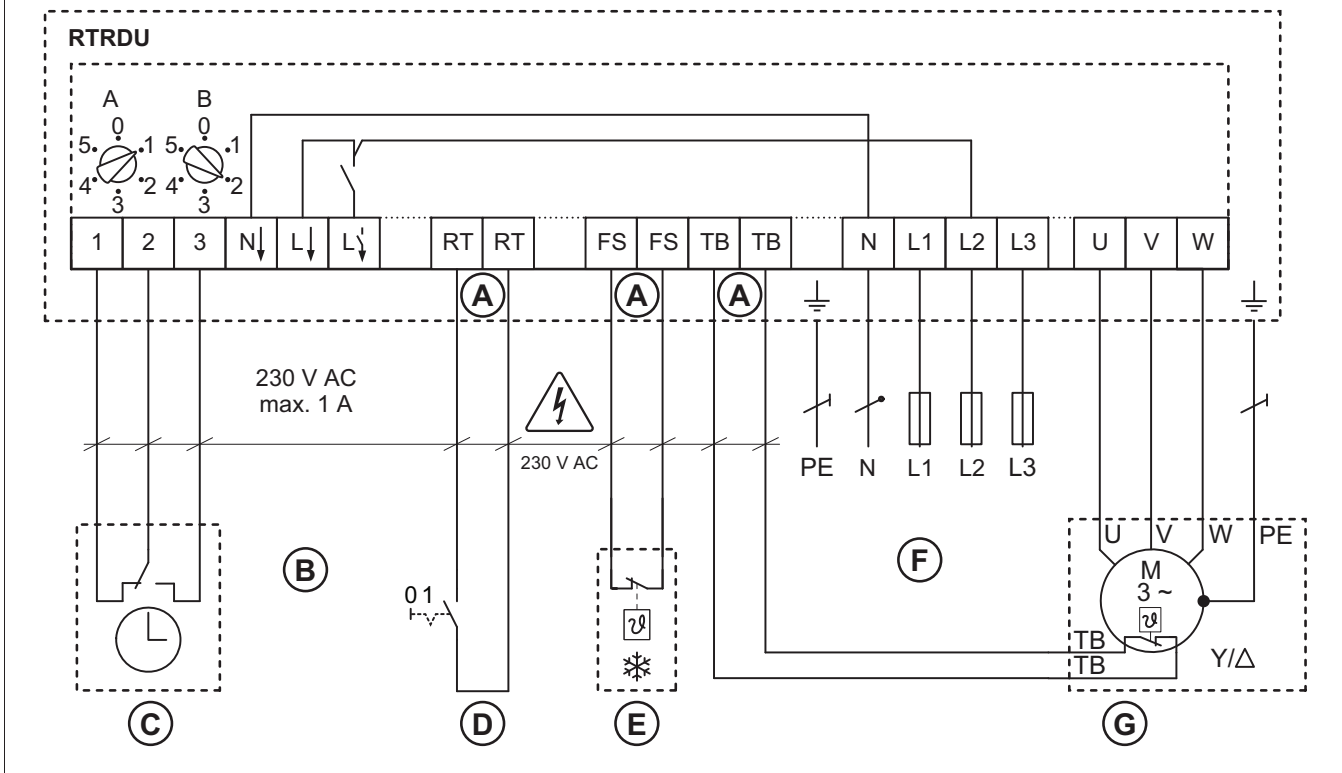 RTRDU
A B
0 0
5 1 5 1
4 2 4 2
3 3
1 2 3 N L L RT RT FS FS TB TB N L1 L2 L3 U V W
A A A
230 V AC
max. 1 A
230 V AC
PE N L1 L2 L3
U V W PE
B F
M
3 ~
0 1
ϑ ϑ
TB
TB
Y/△
C D E G